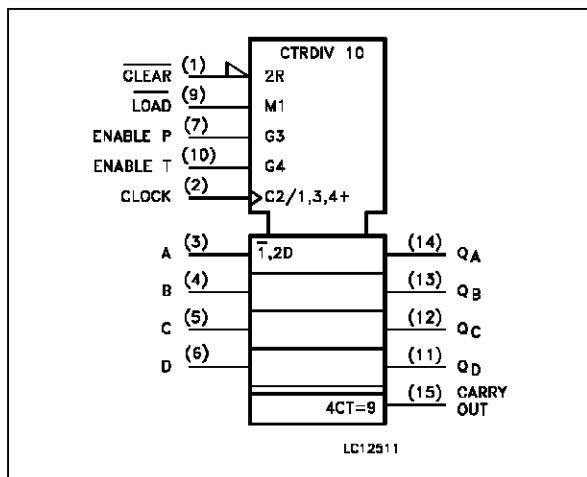 CTRDIV 10
CLEAR (1) 2R
LOAD (9) M1
ENABLE P (7) G3
ENABLE T (10) G4
CLOCK (2) C2/1,3,4+
A (3) 1̅,2D (14) QA
B (4) (13) QB
C (5) (12) QC
D (6) (11) QD
4CT=9 (15) CARRY OUT
LC12511